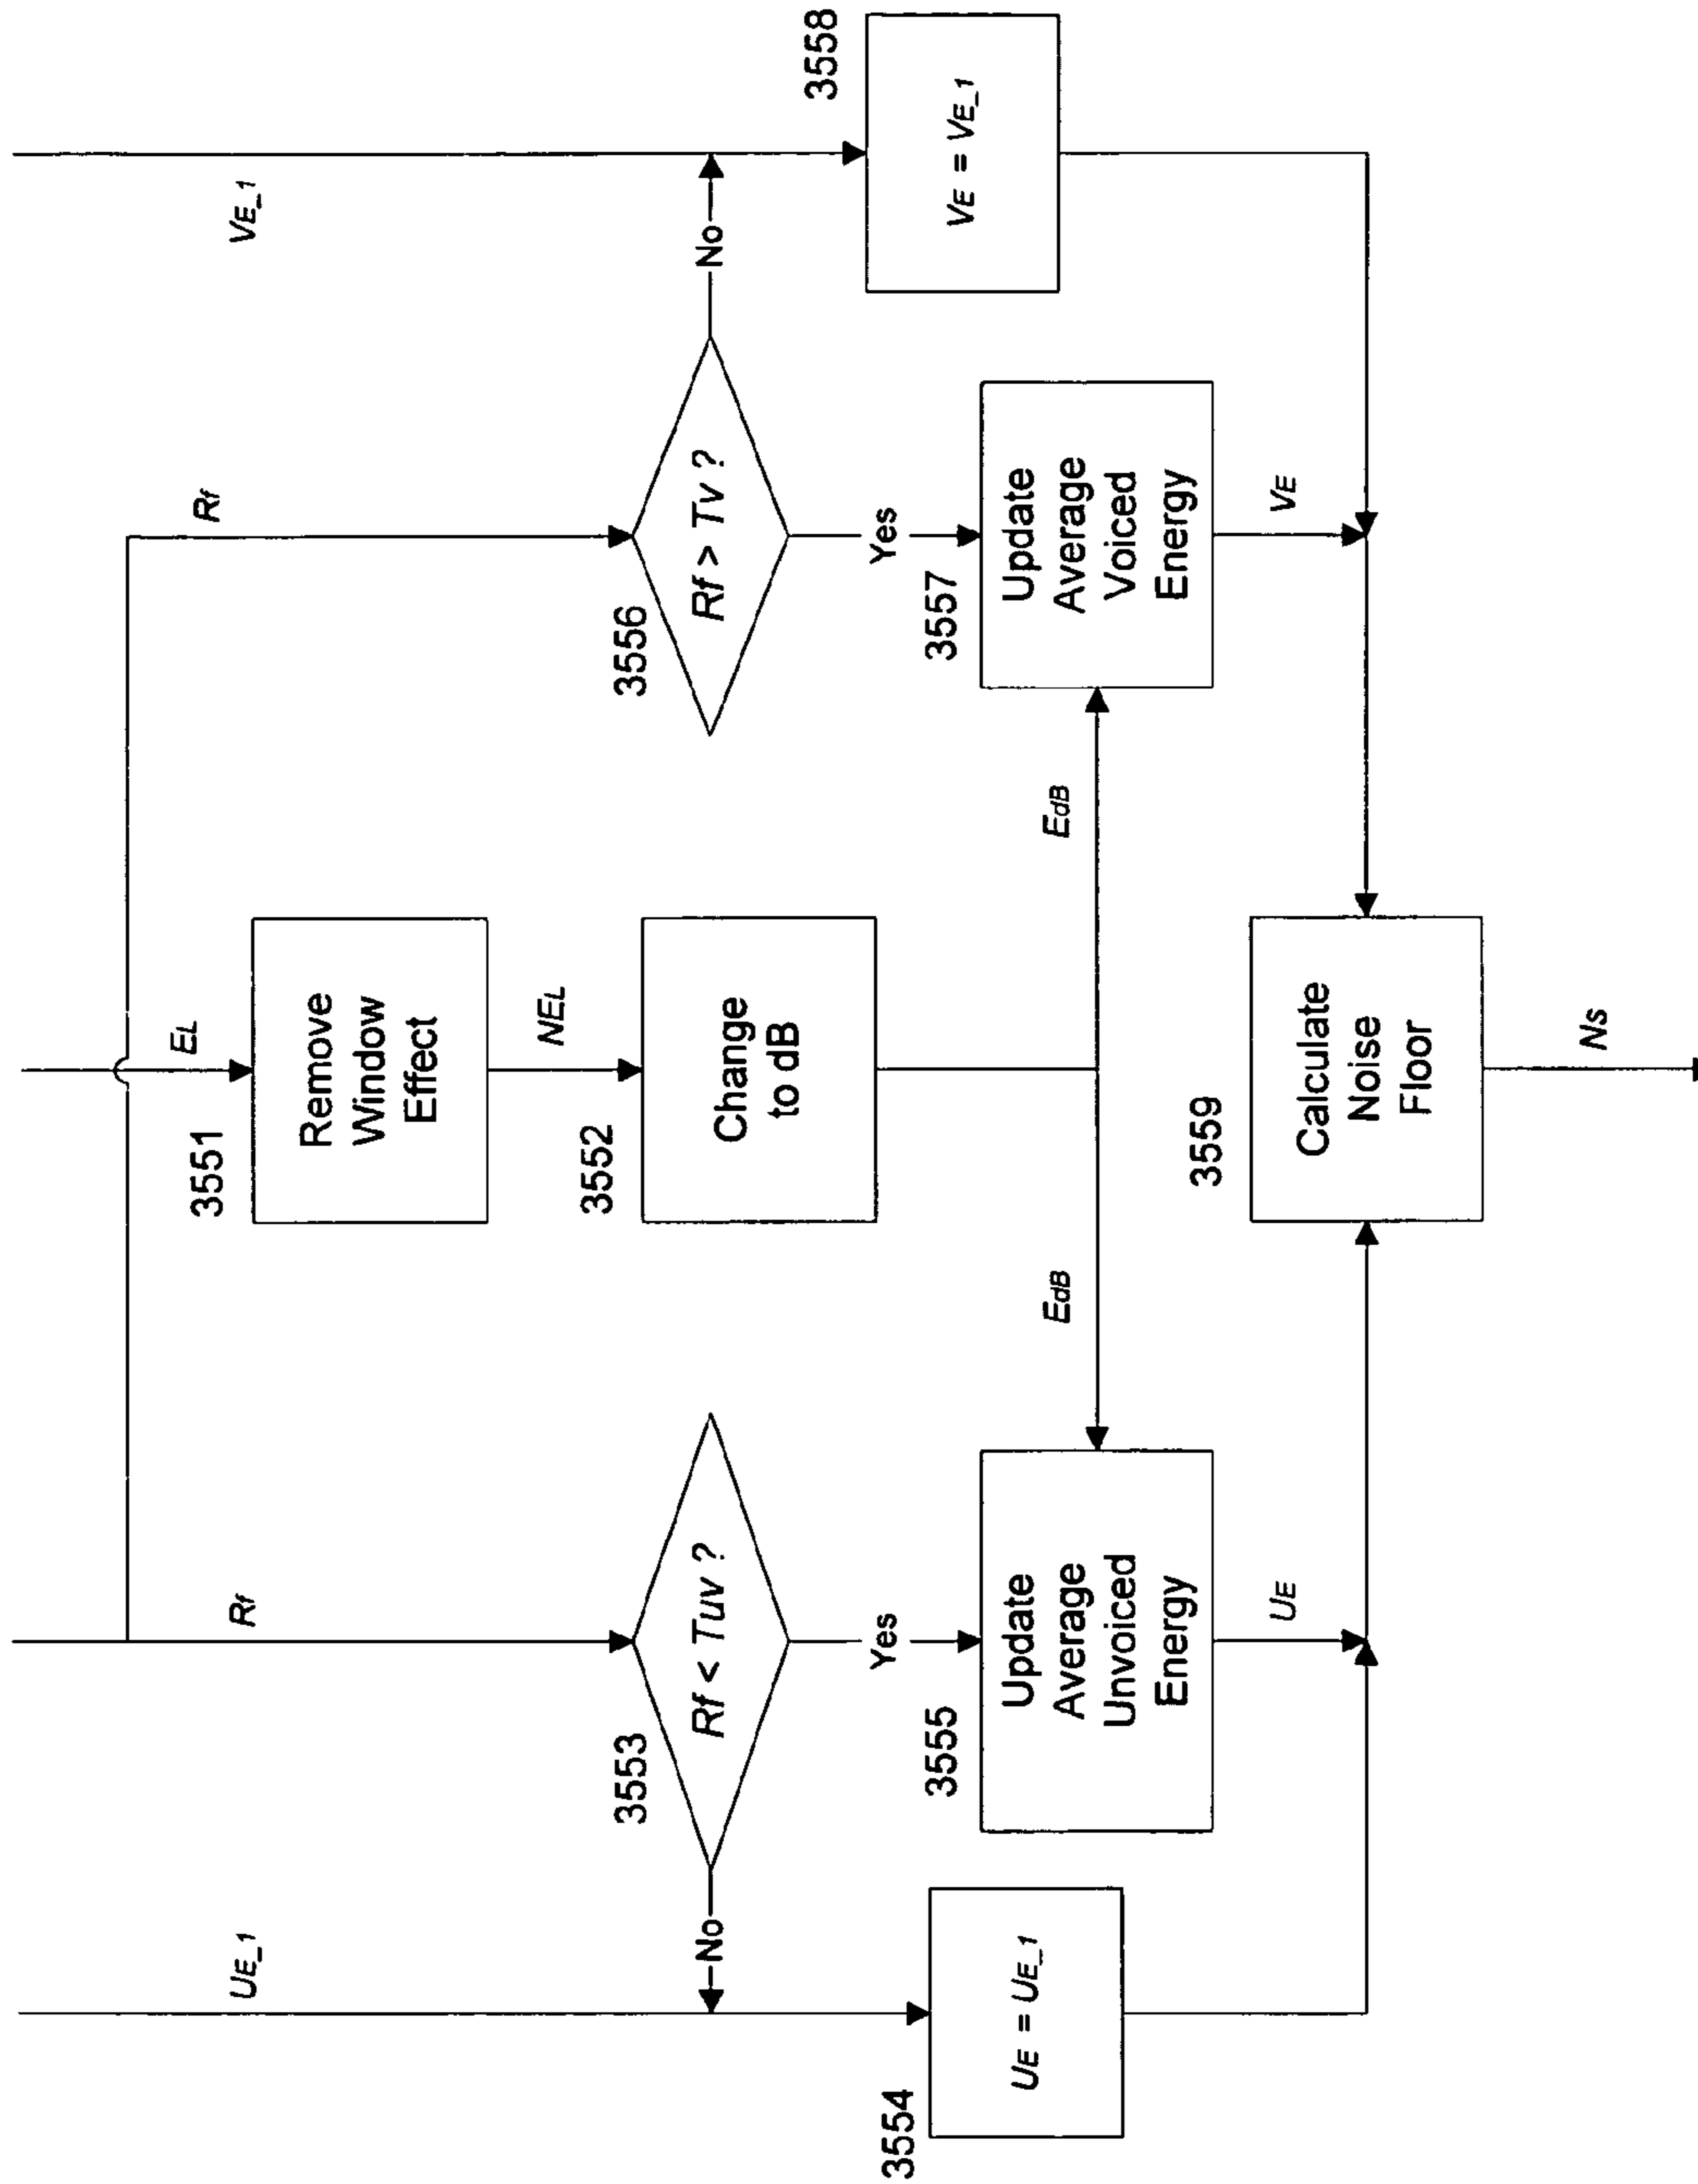 UE_1
Rf
EL
Rf
VE_1
3551
Remove
Window
Effect
NEL
3552
Change
to dB
3553
Rf < Tuv ?
No
Yes
3556
Rf > Tv ?
No
Yes
3554
UE = UE_1
3555
Update
Average
Unvoiced
Energy
EdB
EdB
3557
Update
Average
Voiced
Energy
3558
VE = VE_1
UE
VE
3559
Calculate
Noise
Floor
Ns